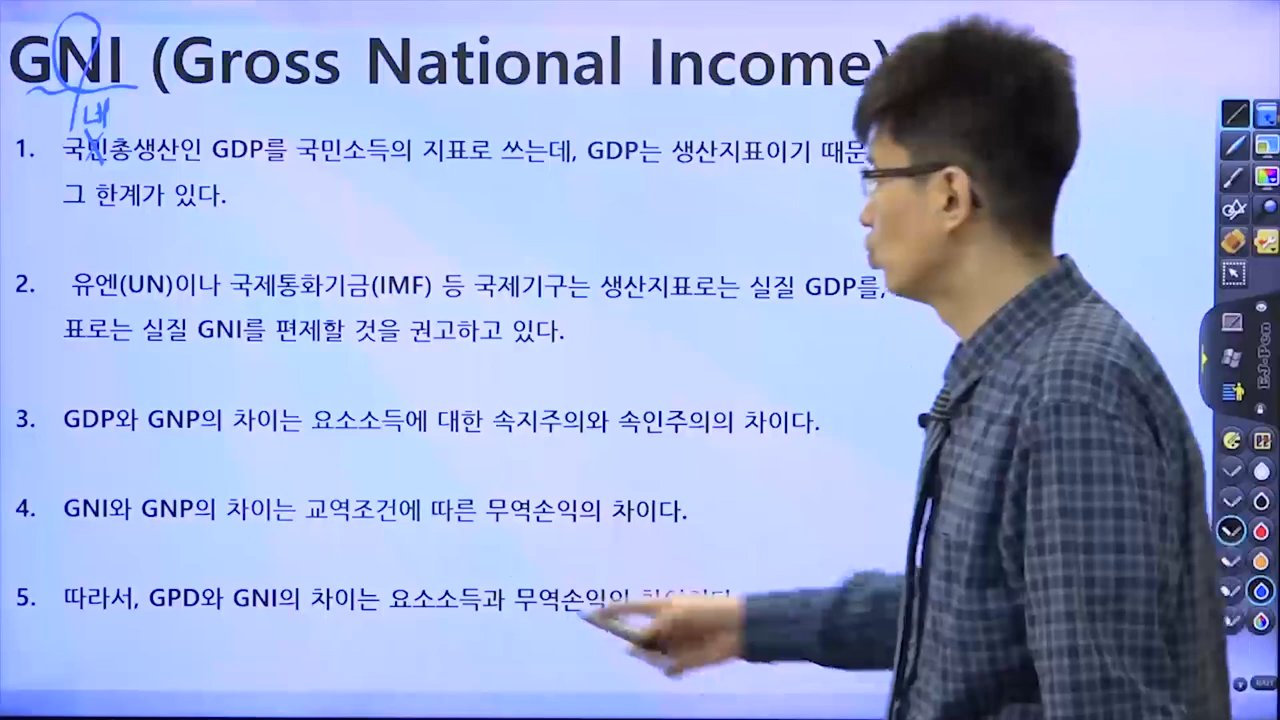 GNI (Gross National Income)
내
1. 국민총생산인 GDP를 국민소득의 지표로 쓰는데, GDP는 생산지표이기
그 한계가 있다.
2. 유엔(UN)이나 국제통화기금(IMF) 등 국제기구는 생산지표로는 실질 GDP를,
표로는 실질 GNI를 편제할 것을 권고하고 있다.
3. GDP와 GNP의 차이는 요소소득에 대한 속지주의와 속인주의의 차이다.
4. GNI와 GNP의 차이는 교역조건에 따른 무역손익의 차이다.
5. 따라서, GPD와 GNI의 차이는 요소소득과 무역손익의